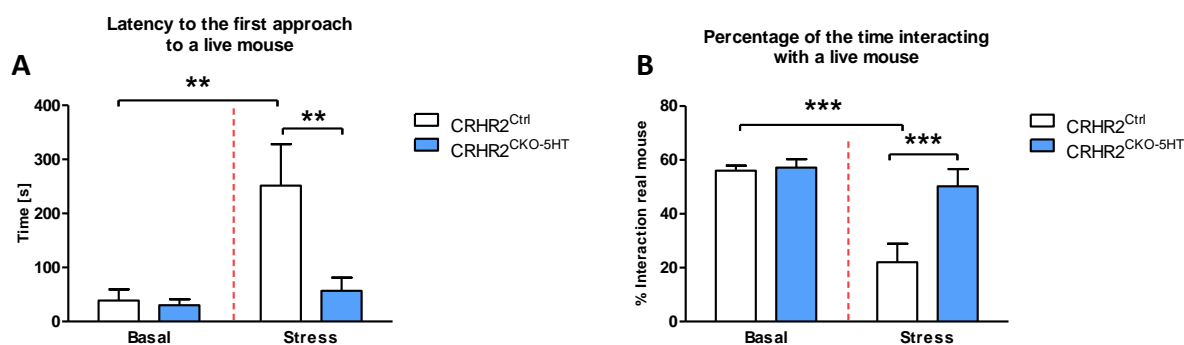 Latency to the first approach
to a live mouse
A
**
**
400
300
200
100
0
Time [s]
Basal
Stress
CRHR2Ctrl
CRHR2CKO-5HT
Percentage of the time interacting
with a live mouse
B
***
***
80
60
40
20
0
% Interaction real mouse
Basal
Stress
CRHR2Ctrl
CRHR2CKO-5HT